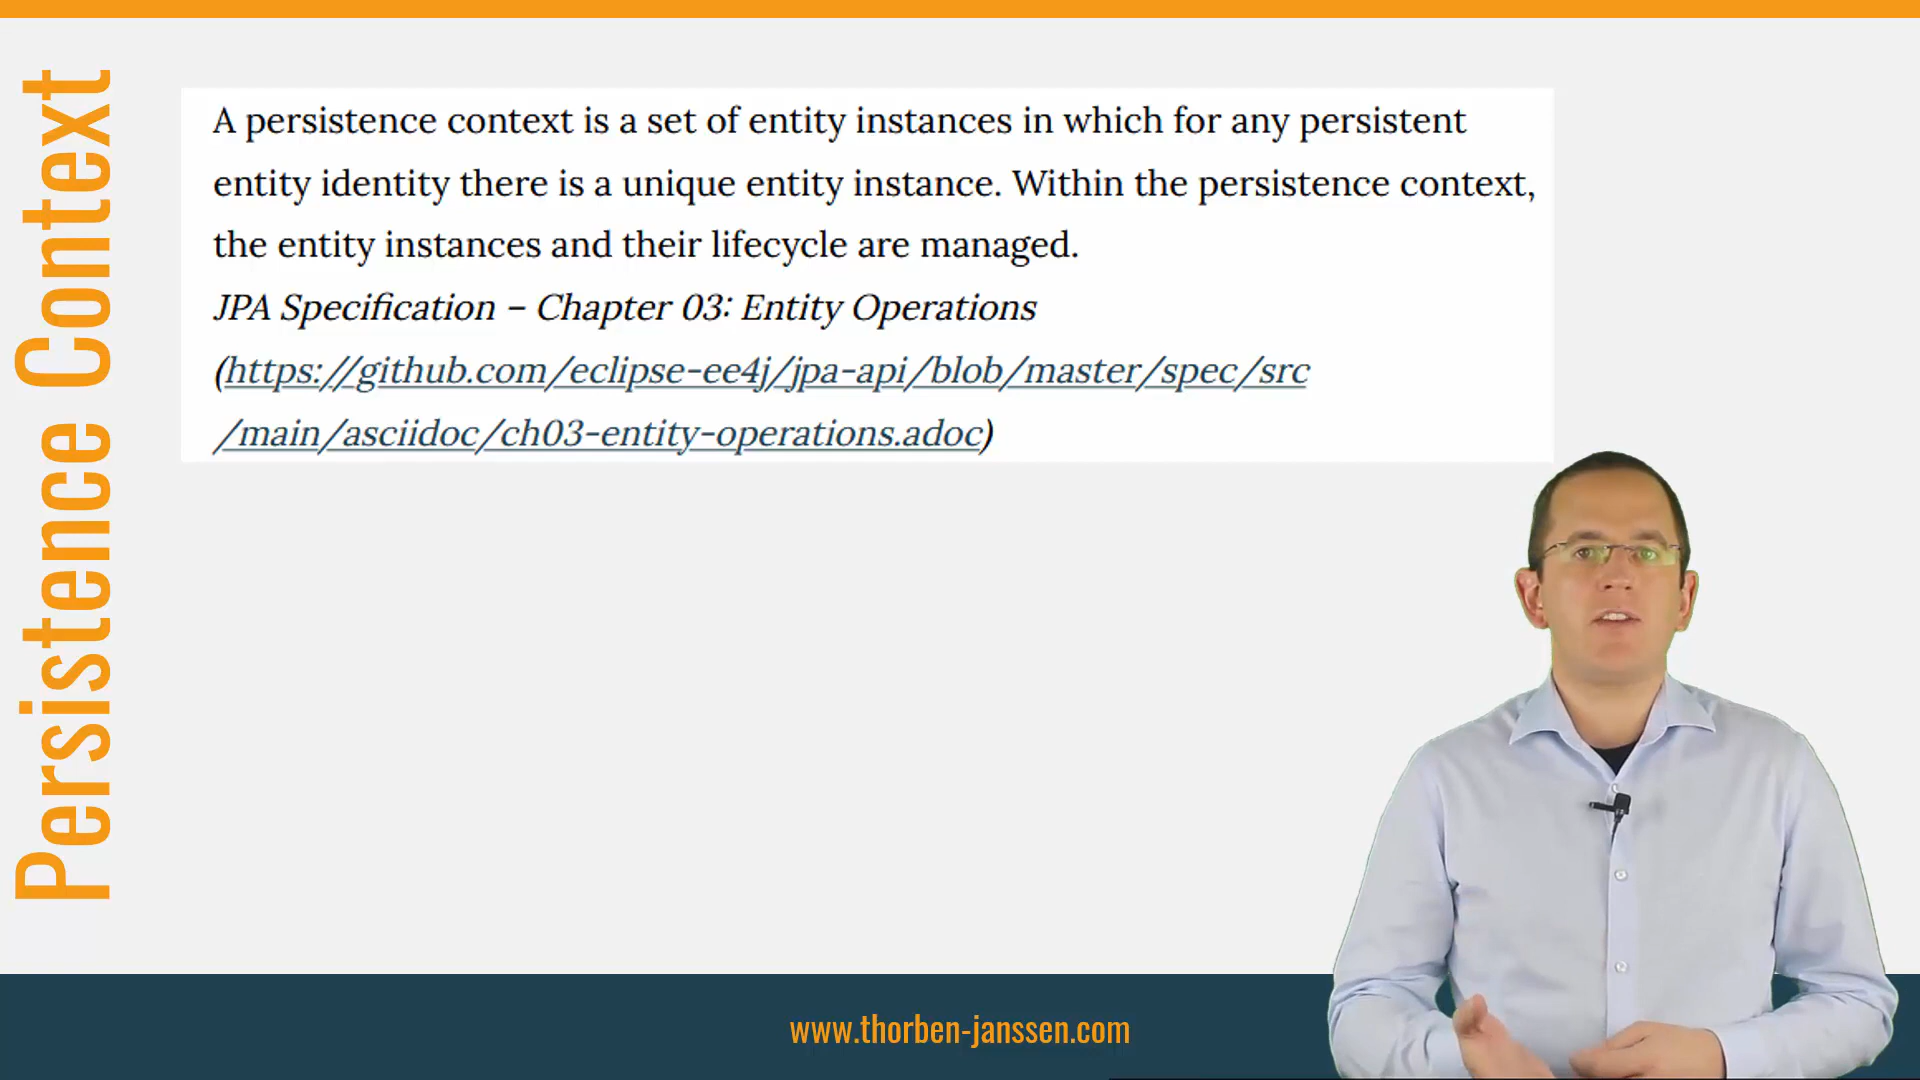 Persistence Context
A persistence context is a set of entity instances in which for any persistent
entity identity there is a unique entity instance. Within the persistence context,
the entity instances and their lifecycle are managed.
JPA Specification – Chapter 03: Entity Operations
(https://github.com/eclipse-ee4j/jpa-api/blob/master/spec/src
/main/asciidoc/ch03-entity-operations.adoc)
www.thorben-janssen.com